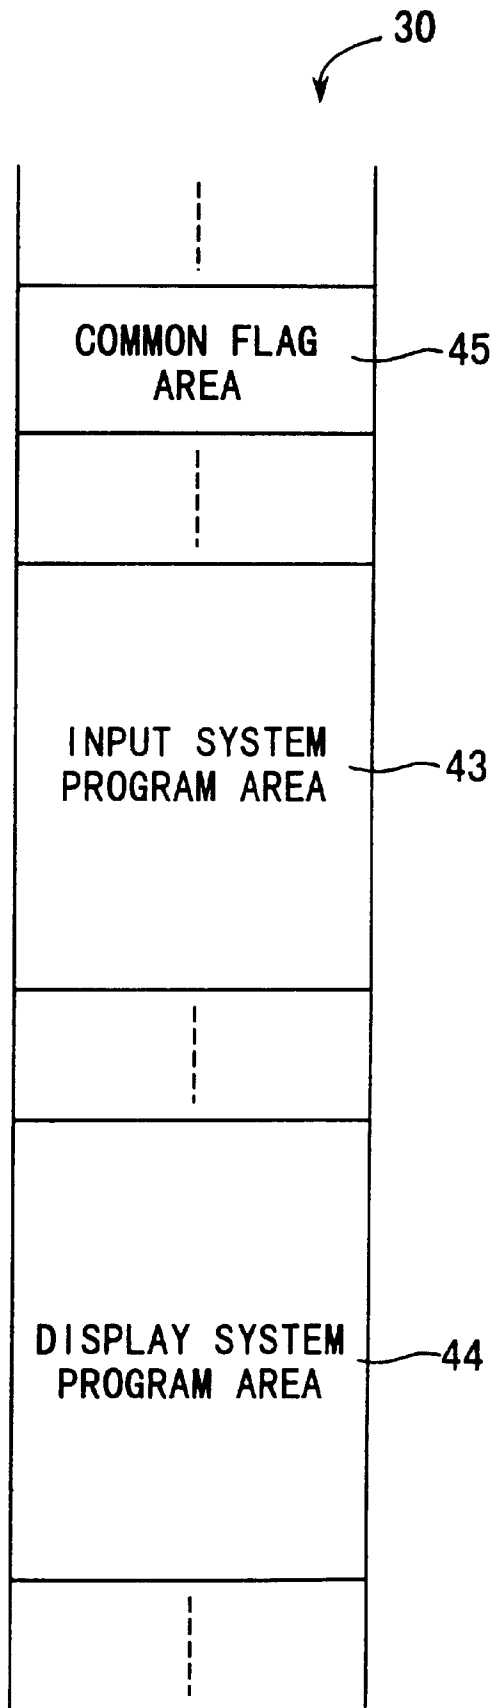 30
COMMON FLAG
AREA
45
INPUT SYSTEM
PROGRAM AREA
43
DISPLAY SYSTEM
PROGRAM AREA
44